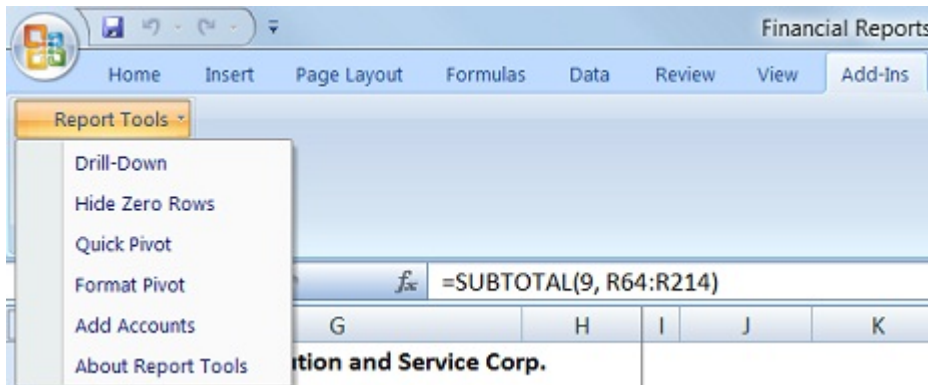 Financial Reports
Home Insert Page Layout Formulas Data Review View Add-Ins
Report Tools
Drill-Down
Hide Zero Rows
Quick Pivot
Format Pivot
fx =SUBTOTAL(9, R64:R214)
Add Accounts
G H I J K
About Report Tools
and Service Corp.